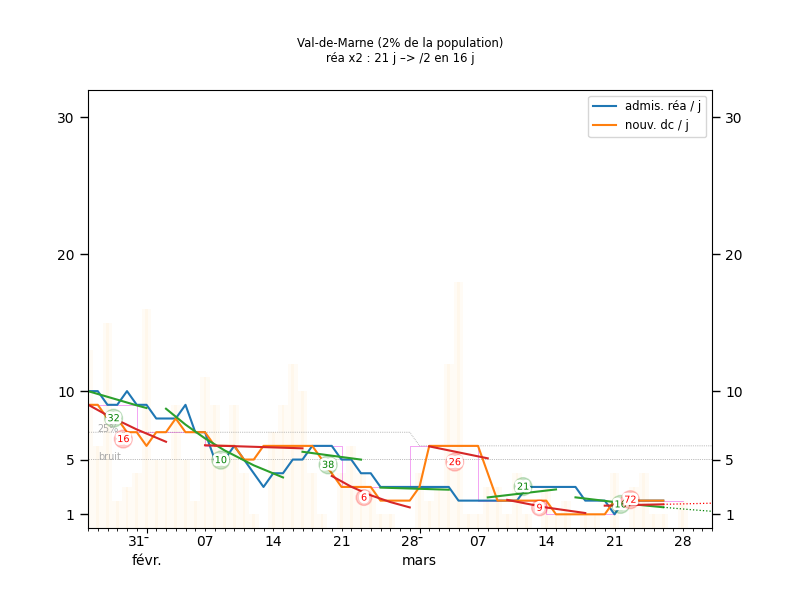 Val-de-Marne (2% de la population)
réa x2 : 21 j –> /2 en 16 j
admis. réa / j
nouv. dc / j
30 30
20 20
10 10
5 5
1 1
25%
bruit
32
16
10
38
6
26
21
9
16
72
31 07 14 21 28 07 14 21 28
févr. mars